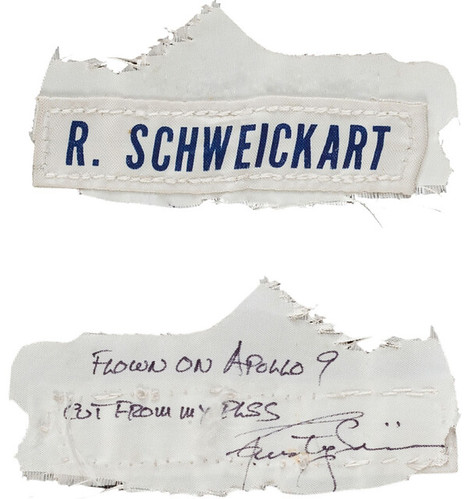 R. SCHWEICKART
FLOWN ON APOLLO 9
CUT FROM MY PLSS